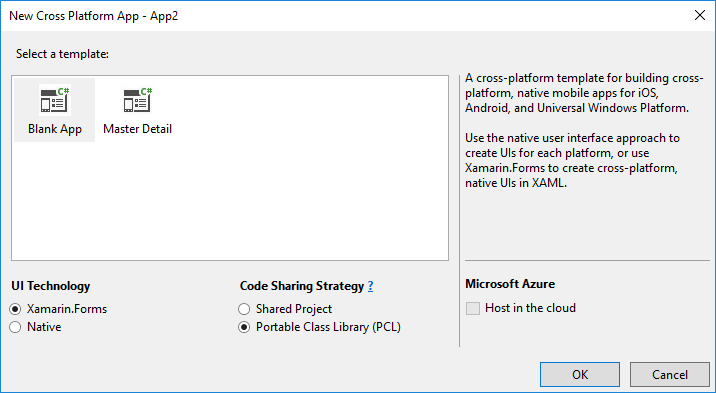 New Cross Platform App - App2
Select a template:
C#
C#
Blank App
Master Detail
A cross-platform template for building cross-
platform, native mobile apps for iOS,
Android, and Universal Windows Platform.
Use the native user interface approach to
create UIs for each platform, or use
Xamarin.Forms to create cross-platform,
native UIs in XAML.
UI Technology
Xamarin.Forms
Native
Code Sharing Strategy ?
Shared Project
Portable Class Library (PCL)
Microsoft Azure
Host in the cloud
OK
Cancel